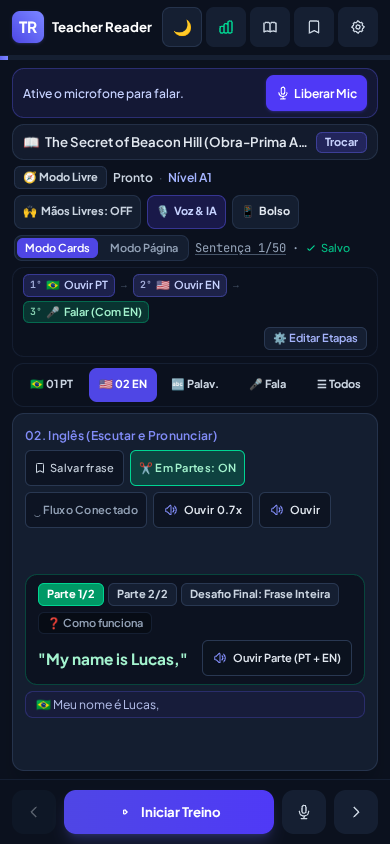 TR Teacher Reader
Ative o microfone para falar. Liberar Mic
The Secret of Beacon Hill (Obra-Prima A... Trocar
Modo Livre Pronto · Nível A1
Mãos Livres: OFF Voz & IA Bolso
Modo Cards Modo Página Sentença 1/50 · Salvo
1° Ouvir PT → 2° Ouvir EN →
3° Falar (Com EN)
Editar Etapas
01 PT 02 EN Palav. Fala Todos
02. Inglês (Escutar e Pronunciar)
Salvar frase Em Partes: ON
Fluxo Conectado Ouvir 0.7x Ouvir
Parte 1/2 Parte 2/2 Desafio Final: Frase Inteira
Como funciona
"My name is Lucas," Ouvir Parte (PT + EN)
Meu nome é Lucas,
Iniciar Treino